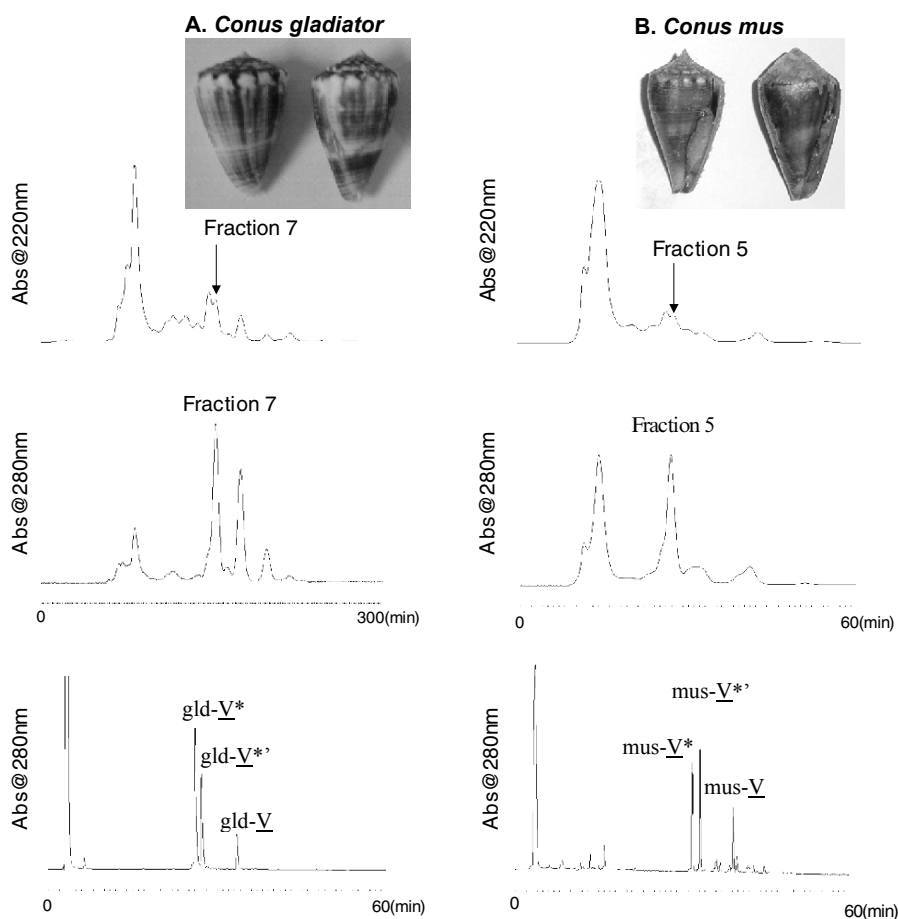 A. Conus gladiator
B. Conus mus
Abs@220nm
Fraction 7
Abs@220nm
Fraction 5
Abs@280nm
Fraction 7
0
300(min)
Abs@280nm
Fraction 5
0
60(min)
Abs@280nm
gld-V*
gld-V*'
gld-V
0
60(min)
Abs@280nm
mus-V*'
mus-V*
mus-V
0
60(min)